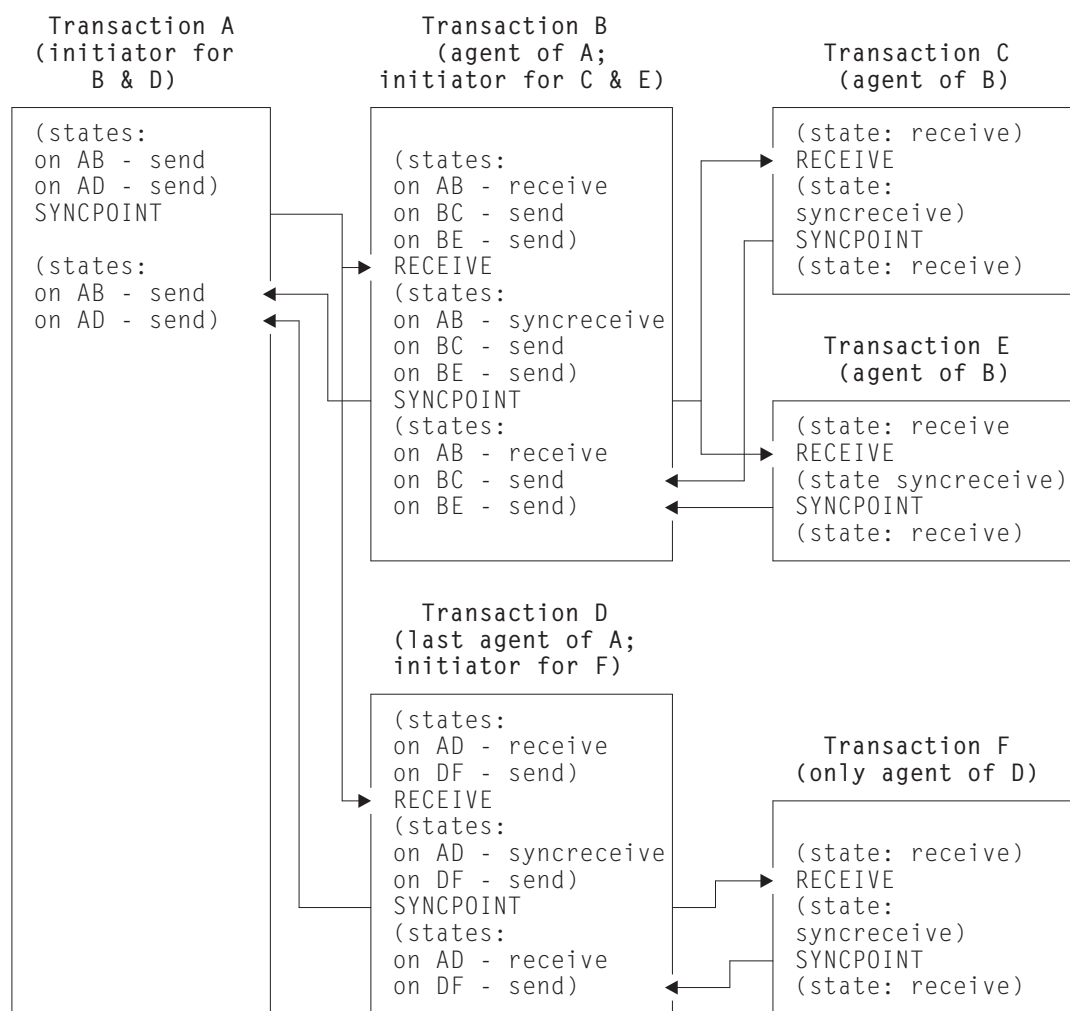 Transaction A
(initiator for
B & D)
(states:
on AB - send
on AD - send)
SYNCPOINT
(states:
on AB - send
on AD - send)
Transaction B
(agent of A;
initiator for C & E)
(states:
on AB - receive
on BC - send
on BE - send)
RECEIVE
(states:
on AB - syncreceive
on BC - send
on BE - send)
SYNCPOINT
(states:
on AB - receive
on BC - send
on BE - send)
Transaction C
(agent of B)
(state: receive)
RECEIVE
(state:
syncreceive)
SYNCPOINT
(state: receive)
Transaction E
(agent of B)
(state: receive
RECEIVE
(state syncreceive)
SYNCPOINT
(state: receive)
Transaction D
(last agent of A;
initiator for F)
(states:
on AD - receive
on DF - send)
RECEIVE
(states:
on AD - syncreceive
on DF - send)
SYNCPOINT
(states:
on AD - receive
on DF - send)
Transaction F
(only agent of D)
(state: receive)
RECEIVE
(state:
syncreceive)
SYNCPOINT
(state: receive)